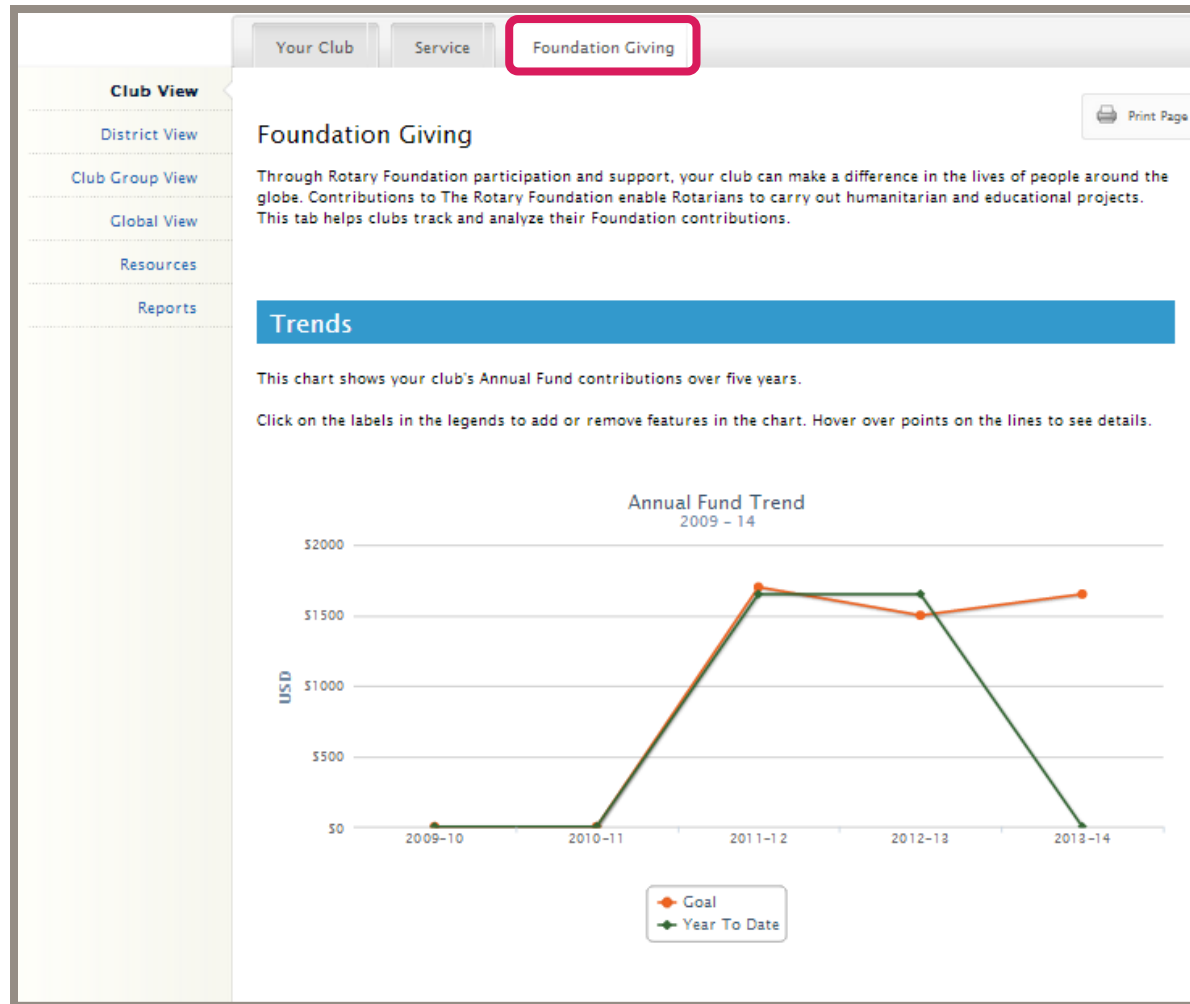 Your Club Service Foundation Giving
Club View
District View
Club Group View
Global View
Resources
Reports
Print Page
Foundation Giving
Through Rotary Foundation participation and support, your club can make a difference in the lives of people around the
globe. Contributions to The Rotary Foundation enable Rotarians to carry out humanitarian and educational projects.
This tab helps clubs track and analyze their Foundation contributions.
Trends
This chart shows your club's Annual Fund contributions over five years.
Click on the labels in the legends to add or remove features in the chart. Hover over points on the lines to see details.
Annual Fund Trend
2009 – 14
$2000
$1500
$1000
$500
$0
USD
2009-10 2010-11 2011-12 2012-13 2013-14
Goal
Year To Date